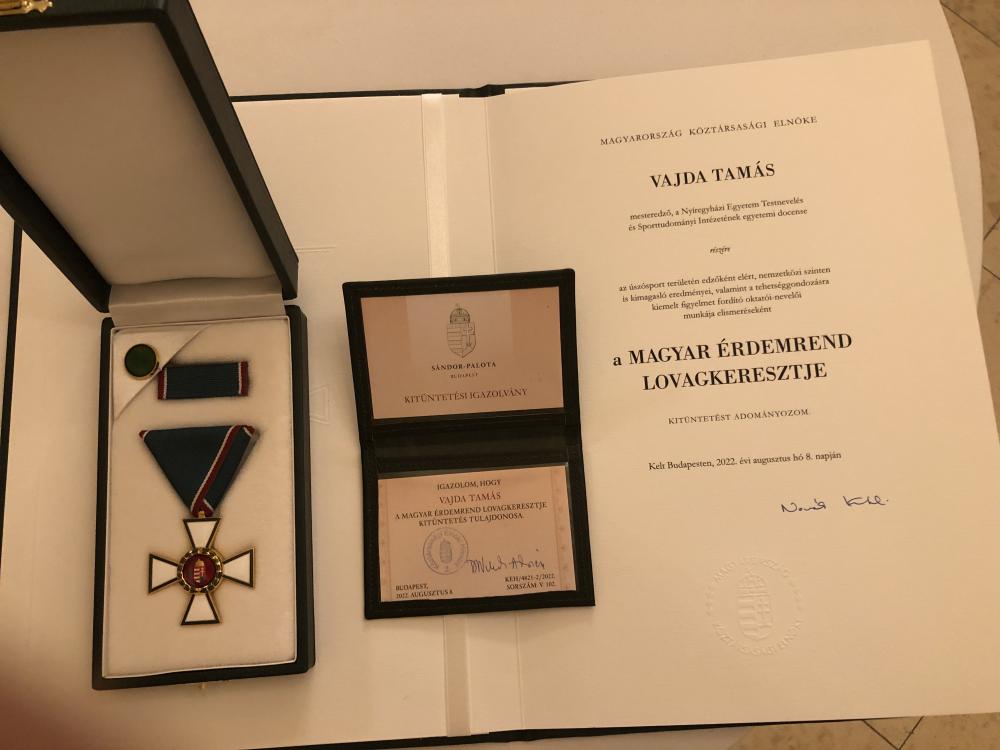 SÁNDOR-PALOTA
BUDAPEST
KITÜNTETÉSI IGAZOLVÁNY
IGAZOLOM, HOGY
VAJDA TAMÁS
A MAGYAR ÉRDEMREND LOVAGKERESZTJE
KITÜNTETÉS TULAJDONOSA.
BUDAPEST,
2022. AUGUSZTUS 8.
KEH/4821-2/2022.
SORSZÁM: V. 102.
MAGYARORSZÁG KÖZTÁRSASÁGI ELNÖKE
VAJDA TAMÁS
mesteredző, a Nyíregyházi Egyetem Testnevelés
és Sporttudományi Intézetének egyetemi docense
részére
az úszósport területén edzőként elért, nemzetközi szinten
is kimagasló eredményei, valamint a tehetséggondozásra
kiemelt figyelmet fordító oktatói-nevelői
munkája elismeréseként
a MAGYAR ÉRDEMREND
LOVAGKERESZTJE
KITÜNTETÉST ADOMÁNYOZOM.
Kelt Budapesten, 2022. évi augusztus hó 8. napján